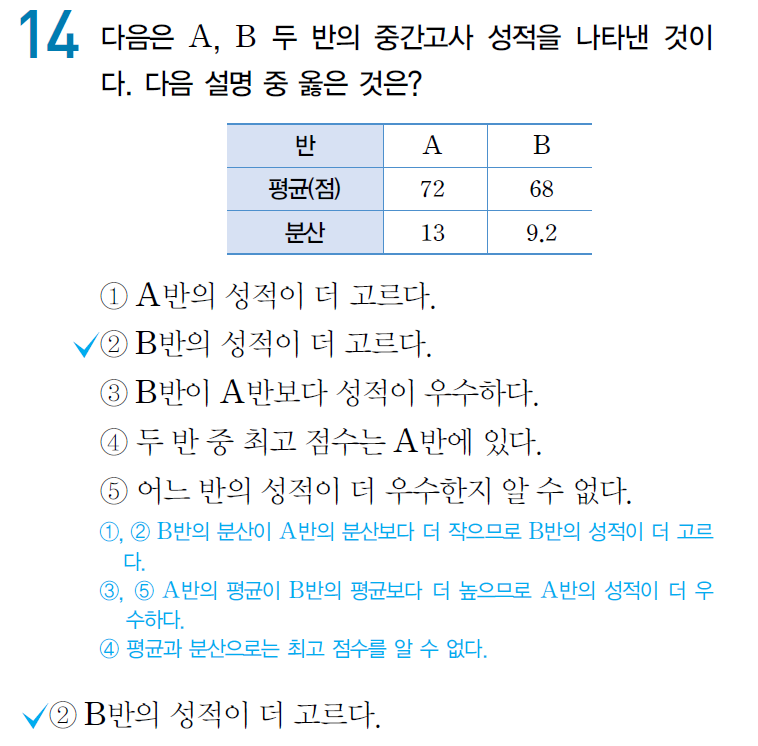 14 다음은 A, B 두 반의 중간고사 성적을 나타낸 것이
다. 다음 설명 중 옳은 것은?
반 A B
평균(점) 72 68
분산 13 9.2
① A반의 성적이 더 고르다.
② B반의 성적이 더 고르다.
③ B반이 A반보다 성적이 우수하다.
④ 두 반 중 최고 점수는 A반에 있다.
⑤ 어느 반의 성적이 더 우수한지 알 수 없다.
①, ② B반의 분산이 A반의 분산보다 더 작으므로 B반의 성적이 더 고르
다.
③, ⑤ A반의 평균이 B반의 평균보다 더 높으므로 A반의 성적이 더 우
수하다.
④ 평균과 분산으로는 최고 점수를 알 수 없다.
② B반의 성적이 더 고르다.